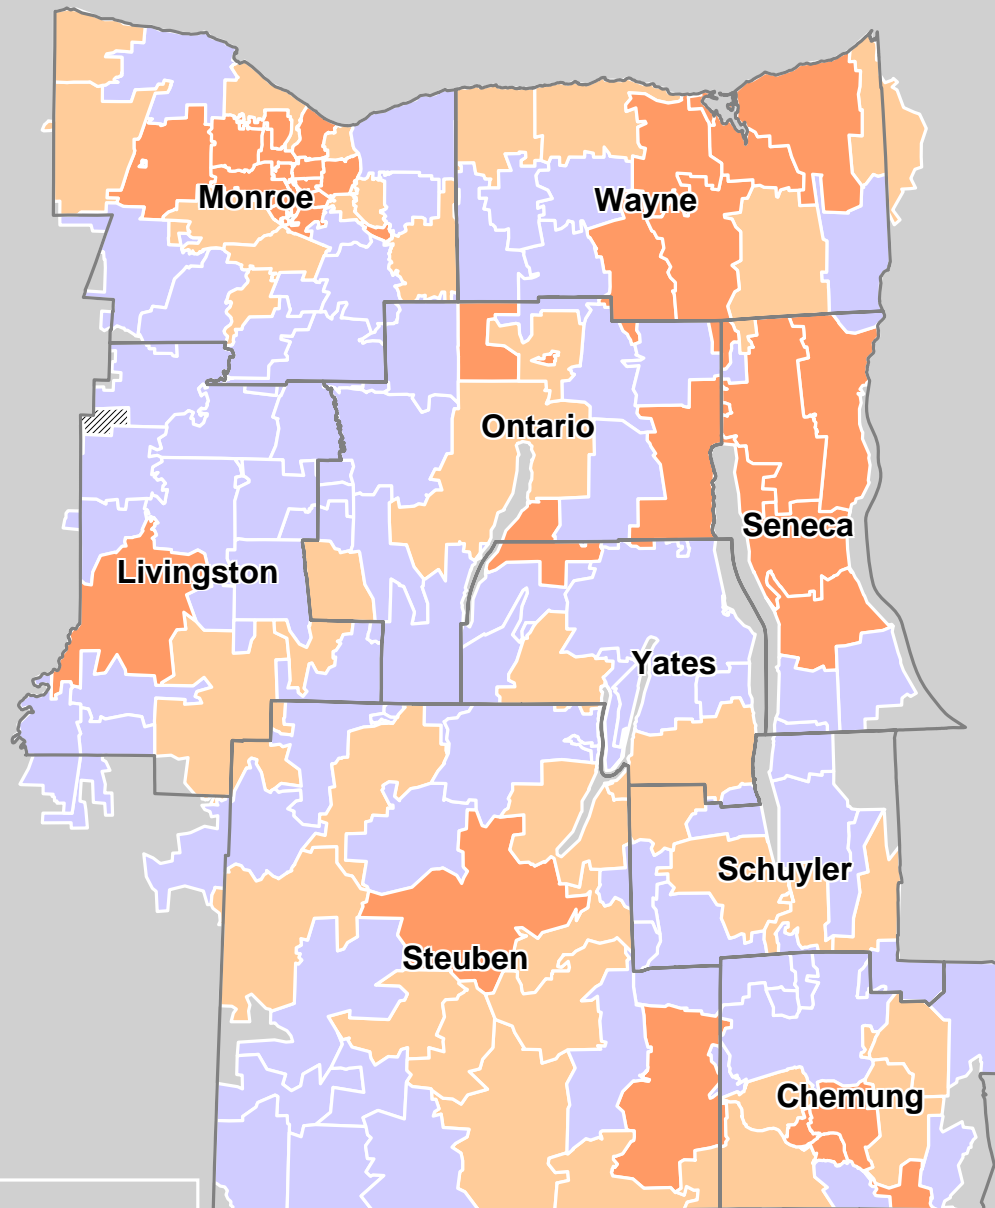 Monroe
Wayne
Ontario
Seneca
Livingston
Yates
Schuyler
Steuben
Chemung